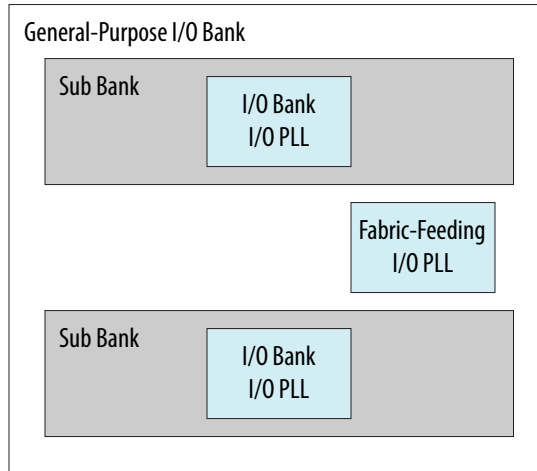 General-Purpose I/O Bank
Sub Bank
I/O Bank
I/O PLL
Fabric-Feeding
I/O PLL
Sub Bank
I/O Bank
I/O PLL